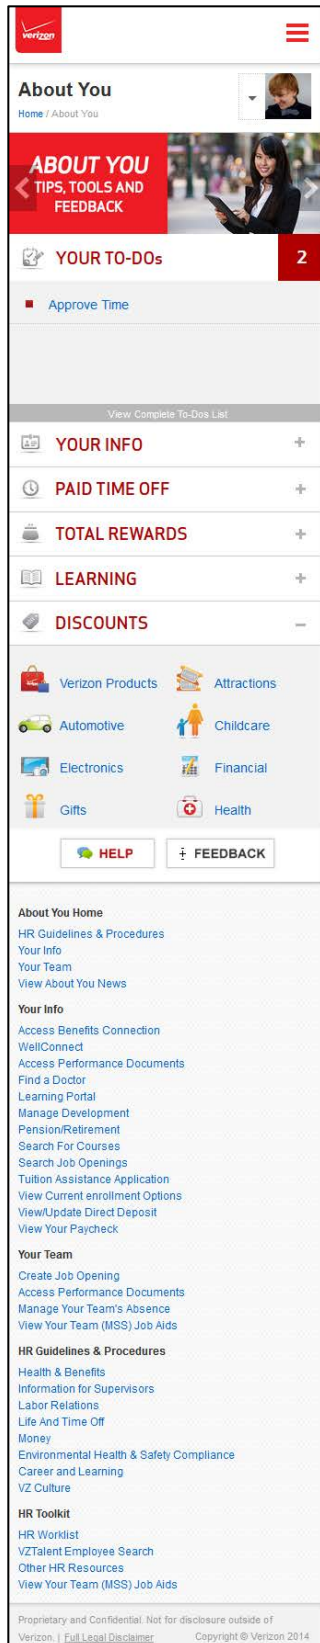 verizon
About You
Home / About You
ABOUT YOU
TIPS, TOOLS AND
FEEDBACK
YOUR TO-DOs 2
Approve Time
View Complete To-Dos List
YOUR INFO +
PAID TIME OFF +
TOTAL REWARDS +
LEARNING +
DISCOUNTS –
Verizon Products Attractions
Automotive Childcare
Electronics Financial
Gifts Health
HELP FEEDBACK
About You Home
HR Guidelines & Procedures
Your Info
Your Team
View About You News
Your Info
Access Benefits Connection
WellConnect
Access Performance Documents
Find a Doctor
Learning Portal
Manage Development
Pension/Retirement
Search For Courses
Search Job Openings
Tuition Assistance Application
View Current enrollment Options
View/Update Direct Deposit
View Your Paycheck
Your Team
Create Job Opening
Access Performance Documents
Manage Your Team's Absence
View Your Team (MSS) Job Aids
HR Guidelines & Procedures
Health & Benefits
Information for Supervisors
Labor Relations
Life And Time Off
Money
Environmental Health & Safety Compliance
Career and Learning
VZ Culture
HR Toolkit
HR Worklist
VZTalent Employee Search
Other HR Resources
View Your Team (MSS) Job Aids
Proprietary and Confidential. Not for disclosure outside of
Verizon. | Full Legal Disclaimer Copyright © Verizon 2014